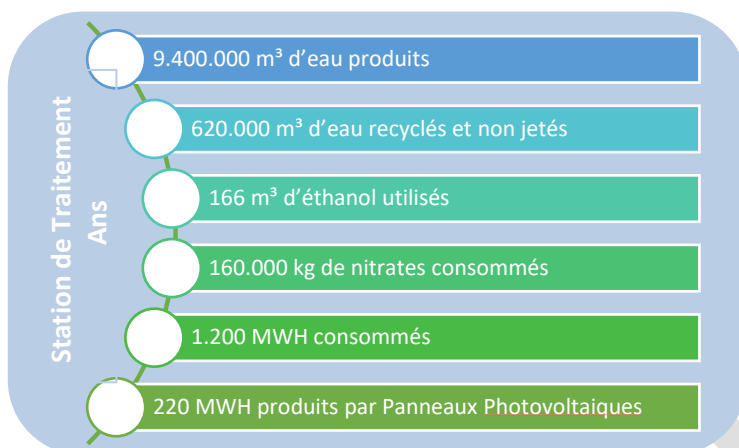 Station de Traitement
Ans
9.400.000 m³ d’eau produits
620.000 m³ d’eau recyclés et non jetés
166 m³ d’éthanol utilisés
160.000 kg de nitrates consommés
1.200 MWH consommés
220 MWH produits par Panneaux Photovoltaiques